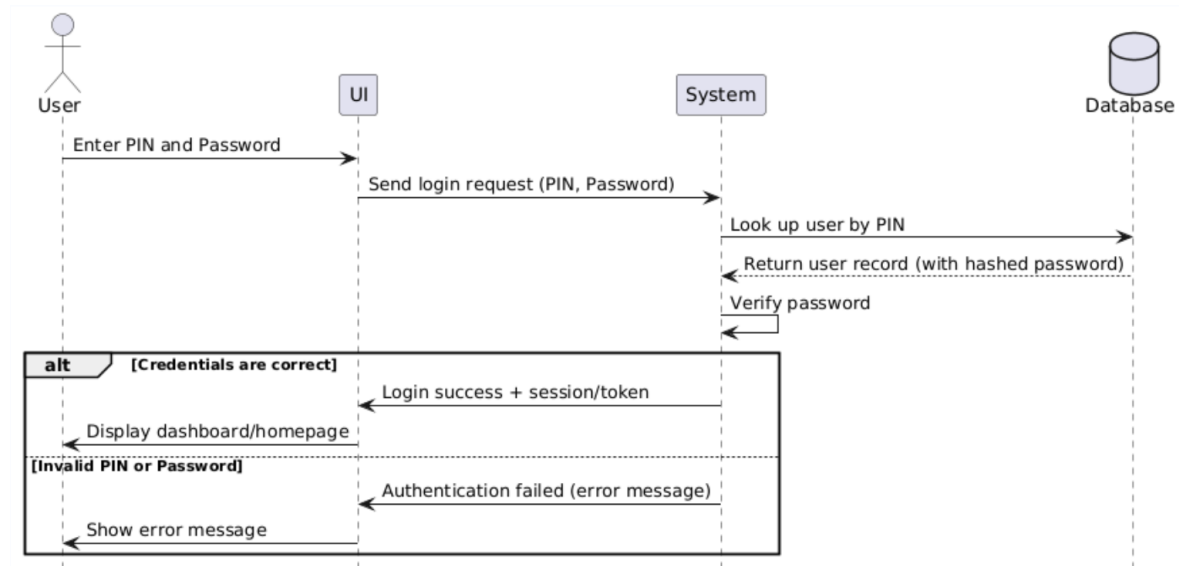 User
UI
System
Database
Enter PIN and Password
Send login request (PIN, Password)
Look up user by PIN
Return user record (with hashed password)
Verify password
alt
[Credentials are correct]
Login success + session/token
Display dashboard/homepage
[Invalid PIN or Password]
Authentication failed (error message)
Show error message